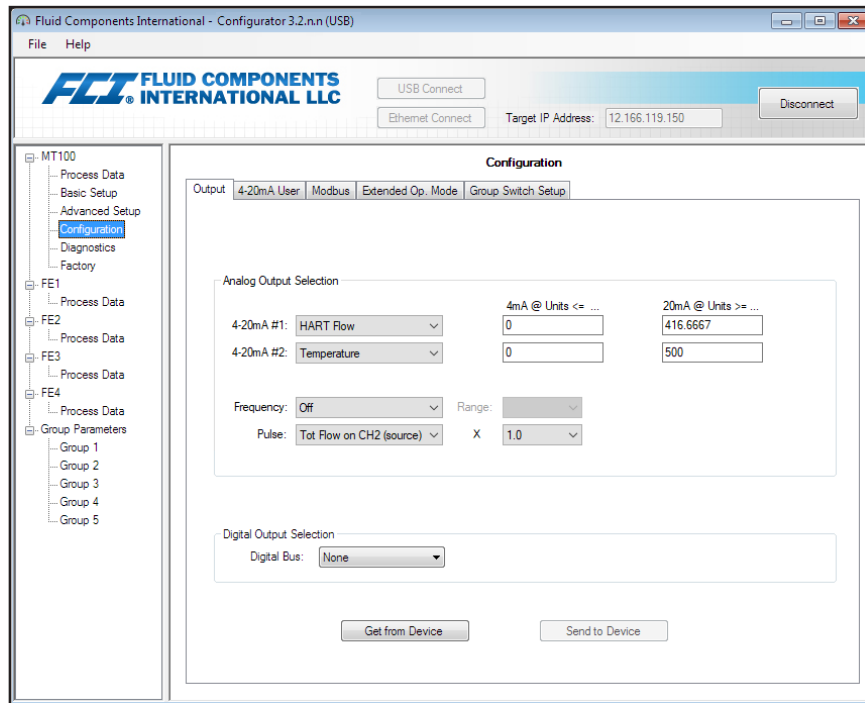 Fluid Components International - Configurator 3.2.n.n (USB)
File Help
FCI ® FLUID COMPONENTS
INTERNATIONAL LLC
USB Connect
Ethernet Connect
Target IP Address: 12.166.119.150
Disconnect
MT100
Process Data
Basic Setup
Advanced Setup
Configuration
Diagnostics
Factory
FE1
Process Data
FE2
Process Data
FE3
Process Data
FE4
Process Data
Group Parameters
Group 1
Group 2
Group 3
Group 4
Group 5
Configuration
Output 4-20mA User Modbus Extended Op. Mode Group Switch Setup
Analog Output Selection
4mA @ Units <= ... 20mA @ Units >= ...
4-20mA #1: HART Flow 0 416.6667
4-20mA #2: Temperature 0 500
Frequency: Off Range:
Pulse: Tot Flow on CH2 (source) X 1.0
Digital Output Selection
Digital Bus: None
Get from Device Send to Device